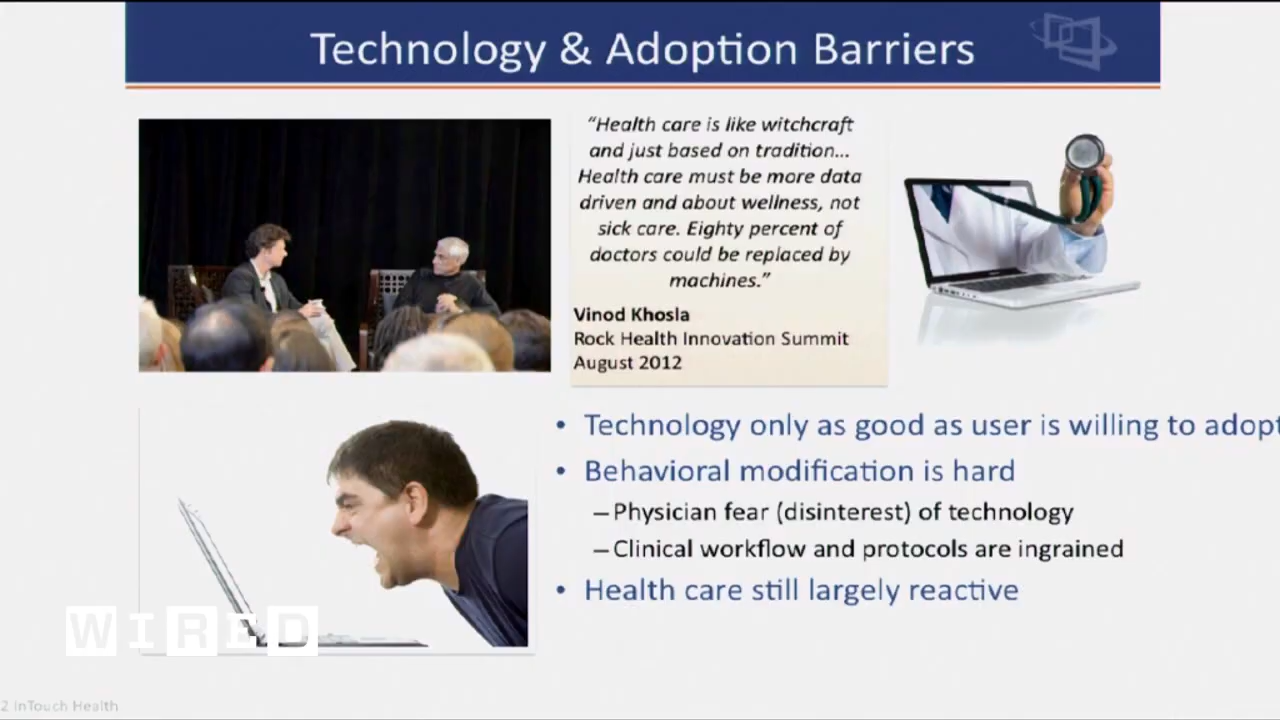 Technology & Adoption Barriers
“Health care is like witchcraft
and just based on tradition...
Health care must be more data
driven and about wellness, not
sick care. Eighty percent of
doctors could be replaced by
machines.”
Vinod Khosla
Rock Health Innovation Summit
August 2012
• Technology only as good as user is willing to adopt
• Behavioral modification is hard
– Physician fear (disinterest) of technology
– Clinical workflow and protocols are ingrained
• Health care still largely reactive
WIRED
2 InTouch Health